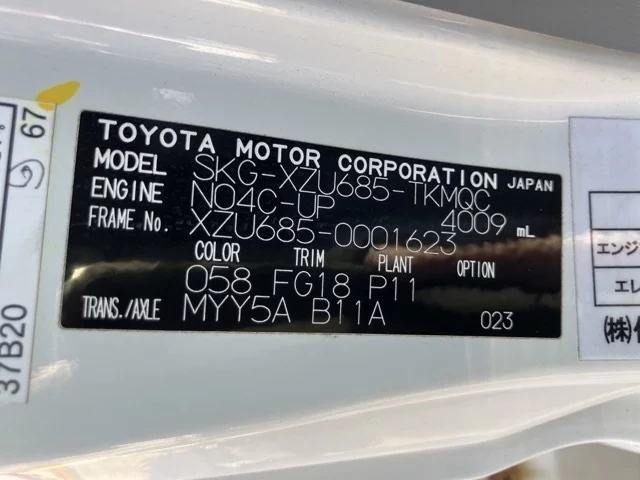 TOYOTA MOTOR CORPORATION JAPAN
MODEL SKG-XZU685-TKMQC
ENGINE N04C-UP 4009 mL
FRAME No. XZU685-0001623
COLOR TRIM PLANT OPTION
058 FG18 P11
TRANS./AXLE MYY5A B11A 023
67
37B20
エンジ
エレ
(株)